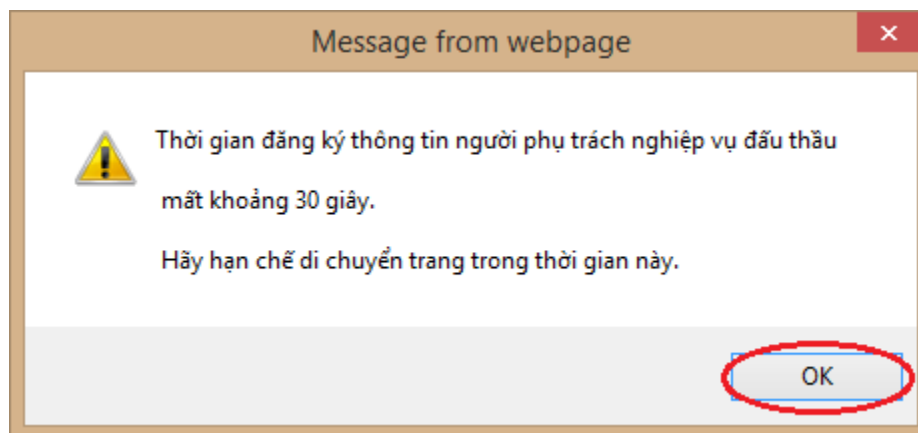 Message from webpage
Thời gian đăng ký thông tin người phụ trách nghiệp vụ đấu thầu
mất khoảng 30 giây.
Hãy hạn chế di chuyển trang trong thời gian này.
OK